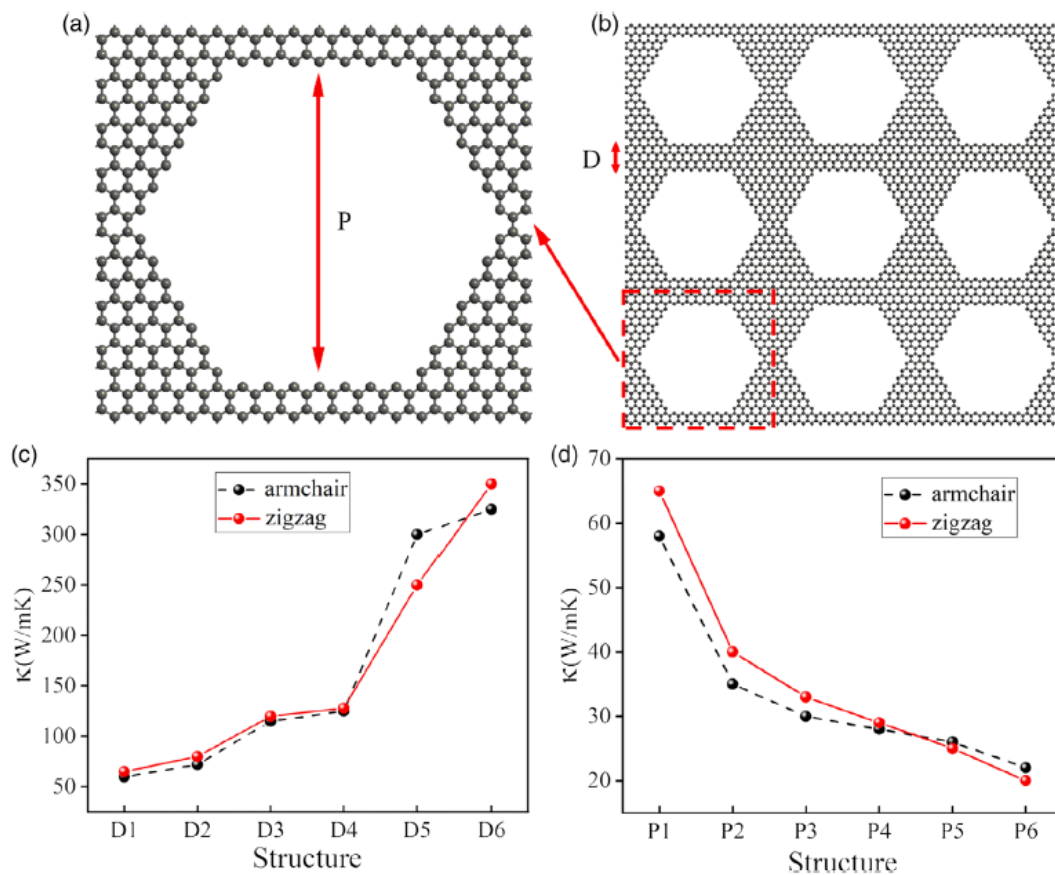 (a)
P
(b)
D
(c)
armchair
zigzag
350
300
250
200
150
100
50
κ(W/mK)
D1 D2 D3 D4 D5 D6
Structure
(d)
armchair
zigzag
70
60
50
40
30
20
κ(W/mK)
P1 P2 P3 P4 P5 P6
Structure